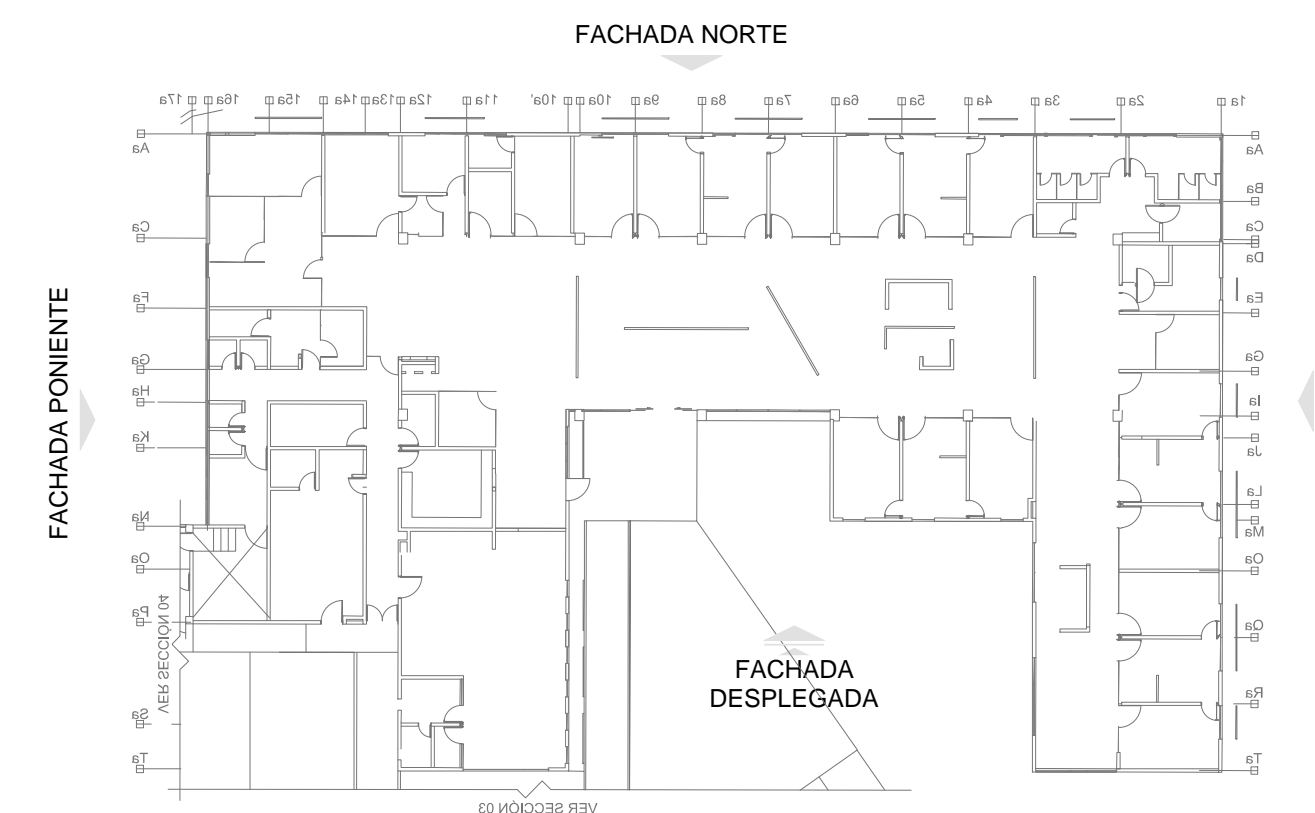 FACHADA NORTE
17a 16a 15a 14a 13a 12a 11a 10a' 10a 9a 8a 7a 6a 5a 4a 3a 2a 1a
Aa Aa
Ba
Ca Ca
Da
Fa Ea
Ga Ga
Ha Ia
Ka Ja
La
Na Ma
Oa Oa
Pa Qa
Sa Ra
Ta Ta
FACHADA PONIENTE
VER SECCIÓN 04
FACHADA
DESPLEGADA
VER SECCIÓN 03